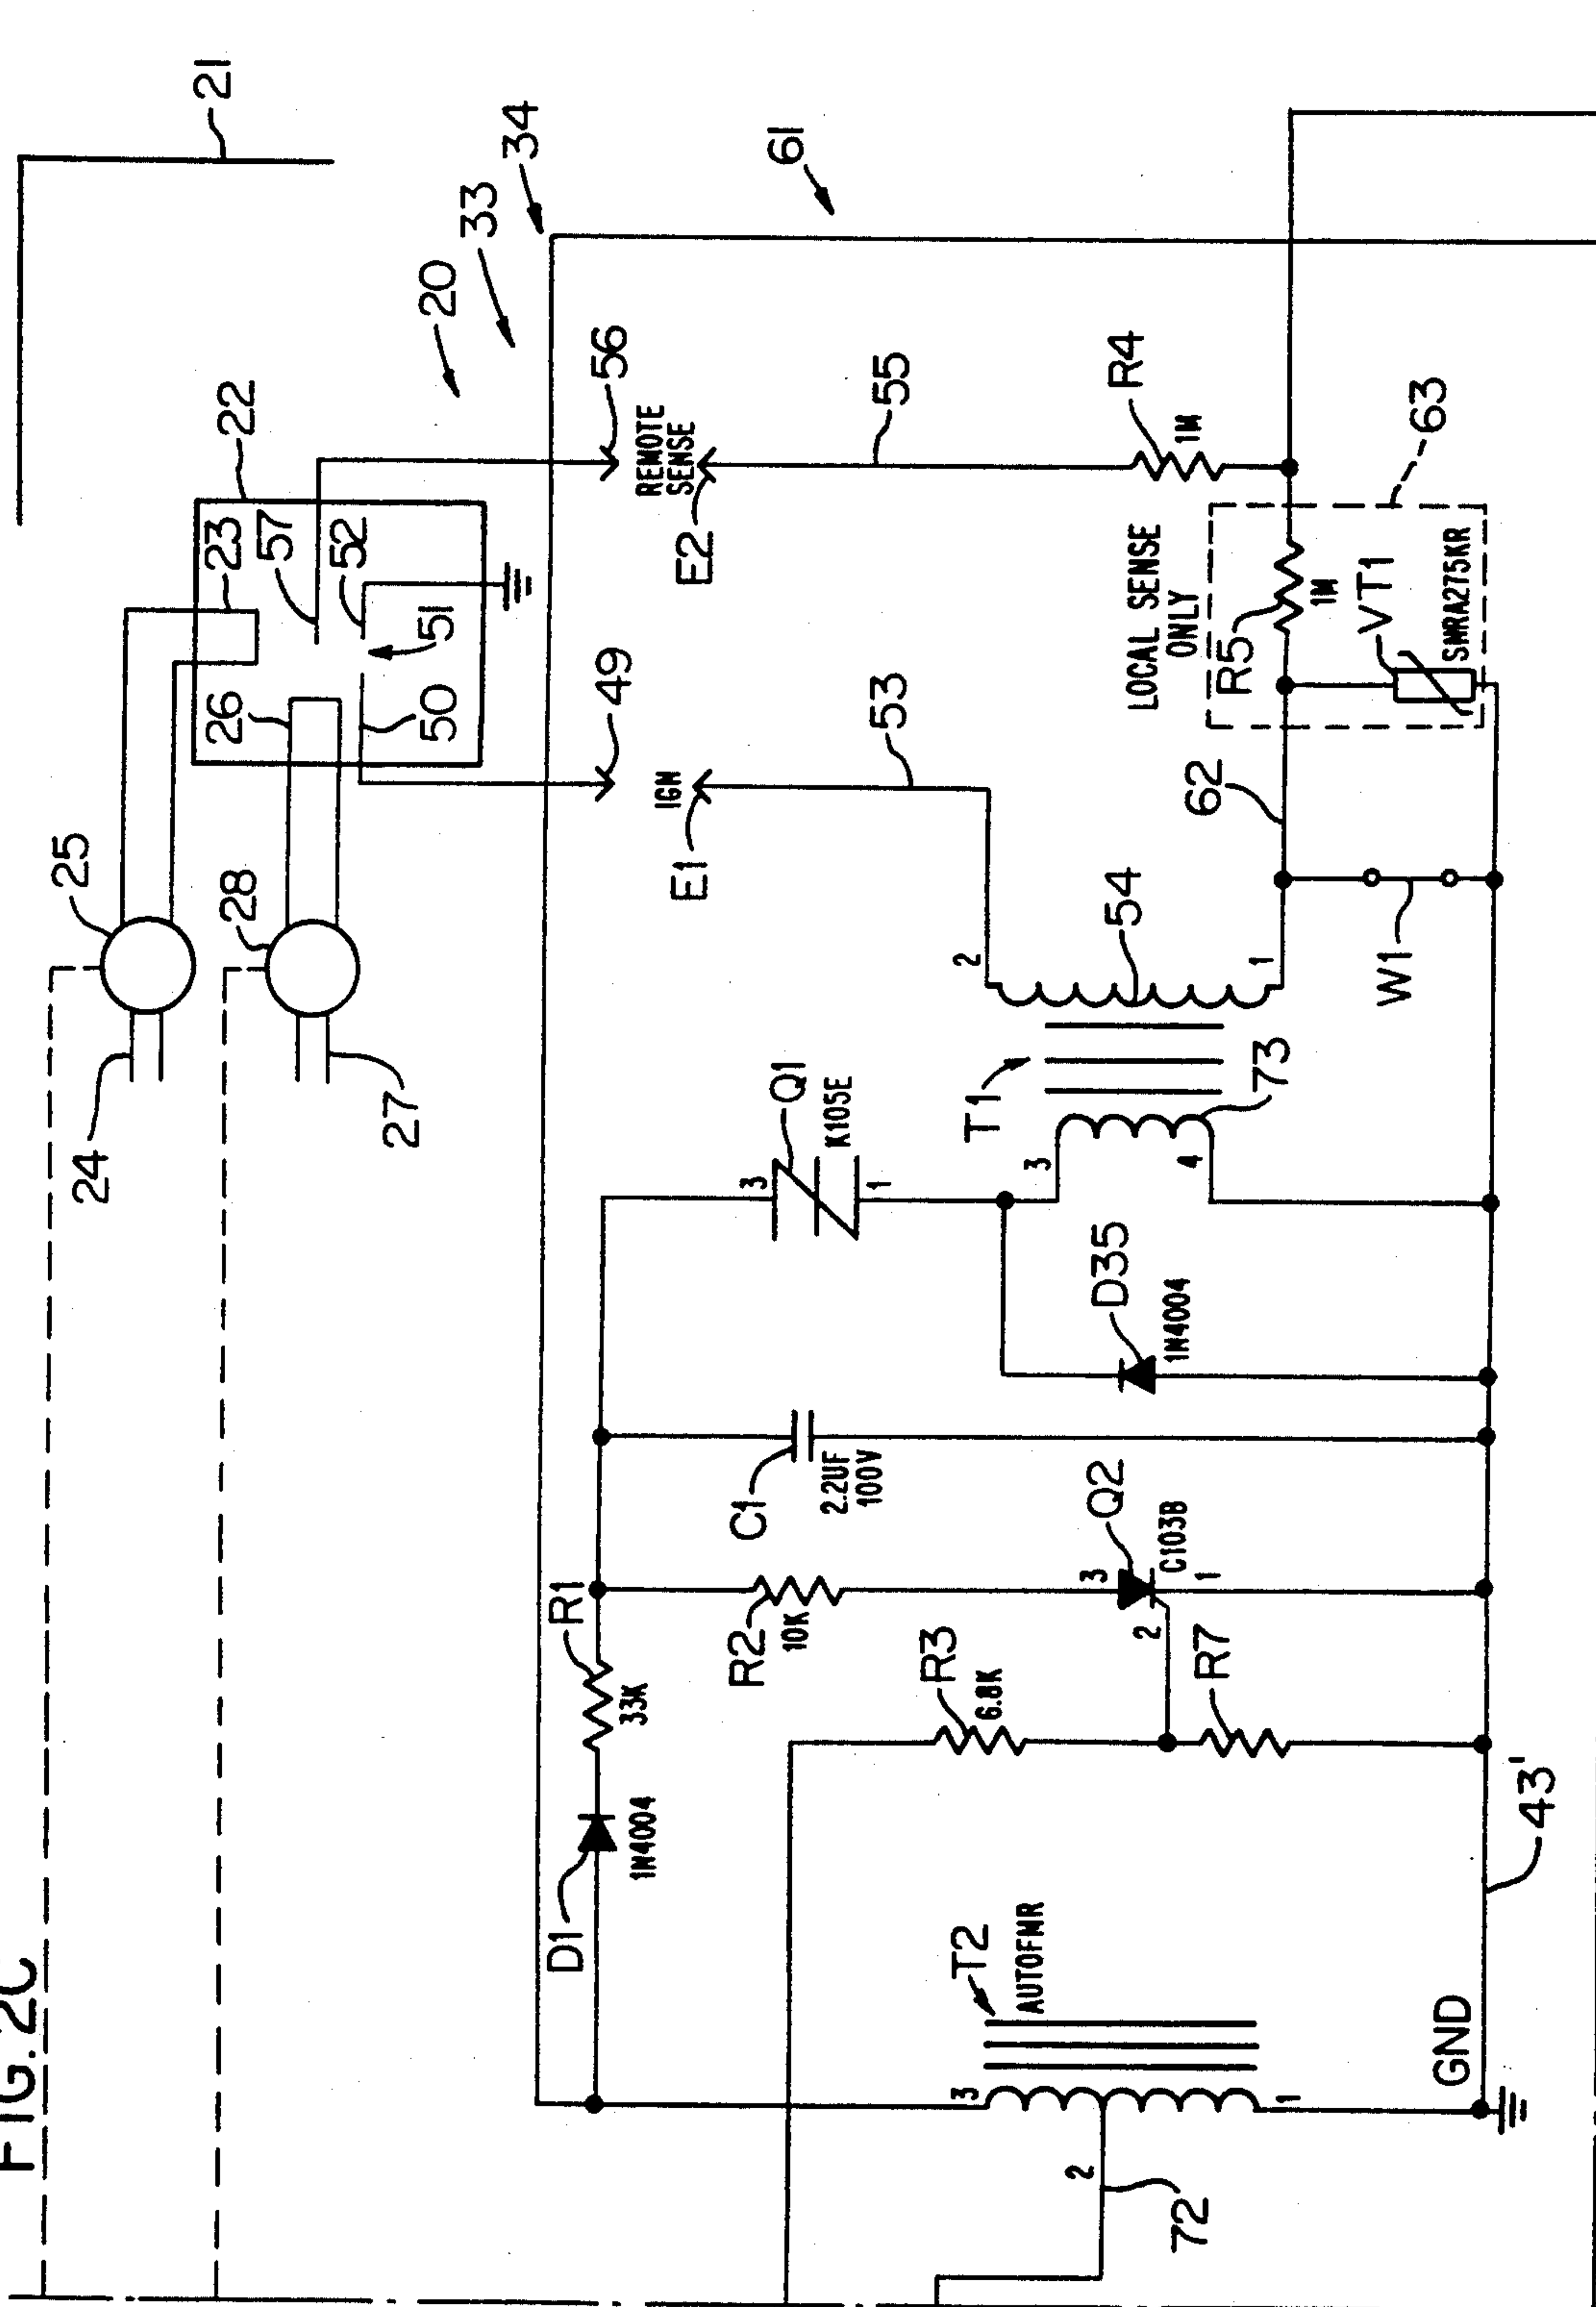 FIG. 2C
21
34
61
33
20
22
56
REMOTE
SENSE
E2
55
R4
1M
63
23
57
52
51
26
50
49
IGN
E1
53
LOCAL SENSE
ONLY
R5
1M
VT1
SNRA275KR
62
25
28
54
2
1
W1
24
27
Q1
K105E
3
1
T1
73
3
4
D35
1N4004
C1
2.2UF
100V
Q2
C103B
3
1
2
R1
33K
R2
10K
R3
6.8K
R7
D1
1N4004
T2
AUTOFMR
3
1
2
72
GND
43'